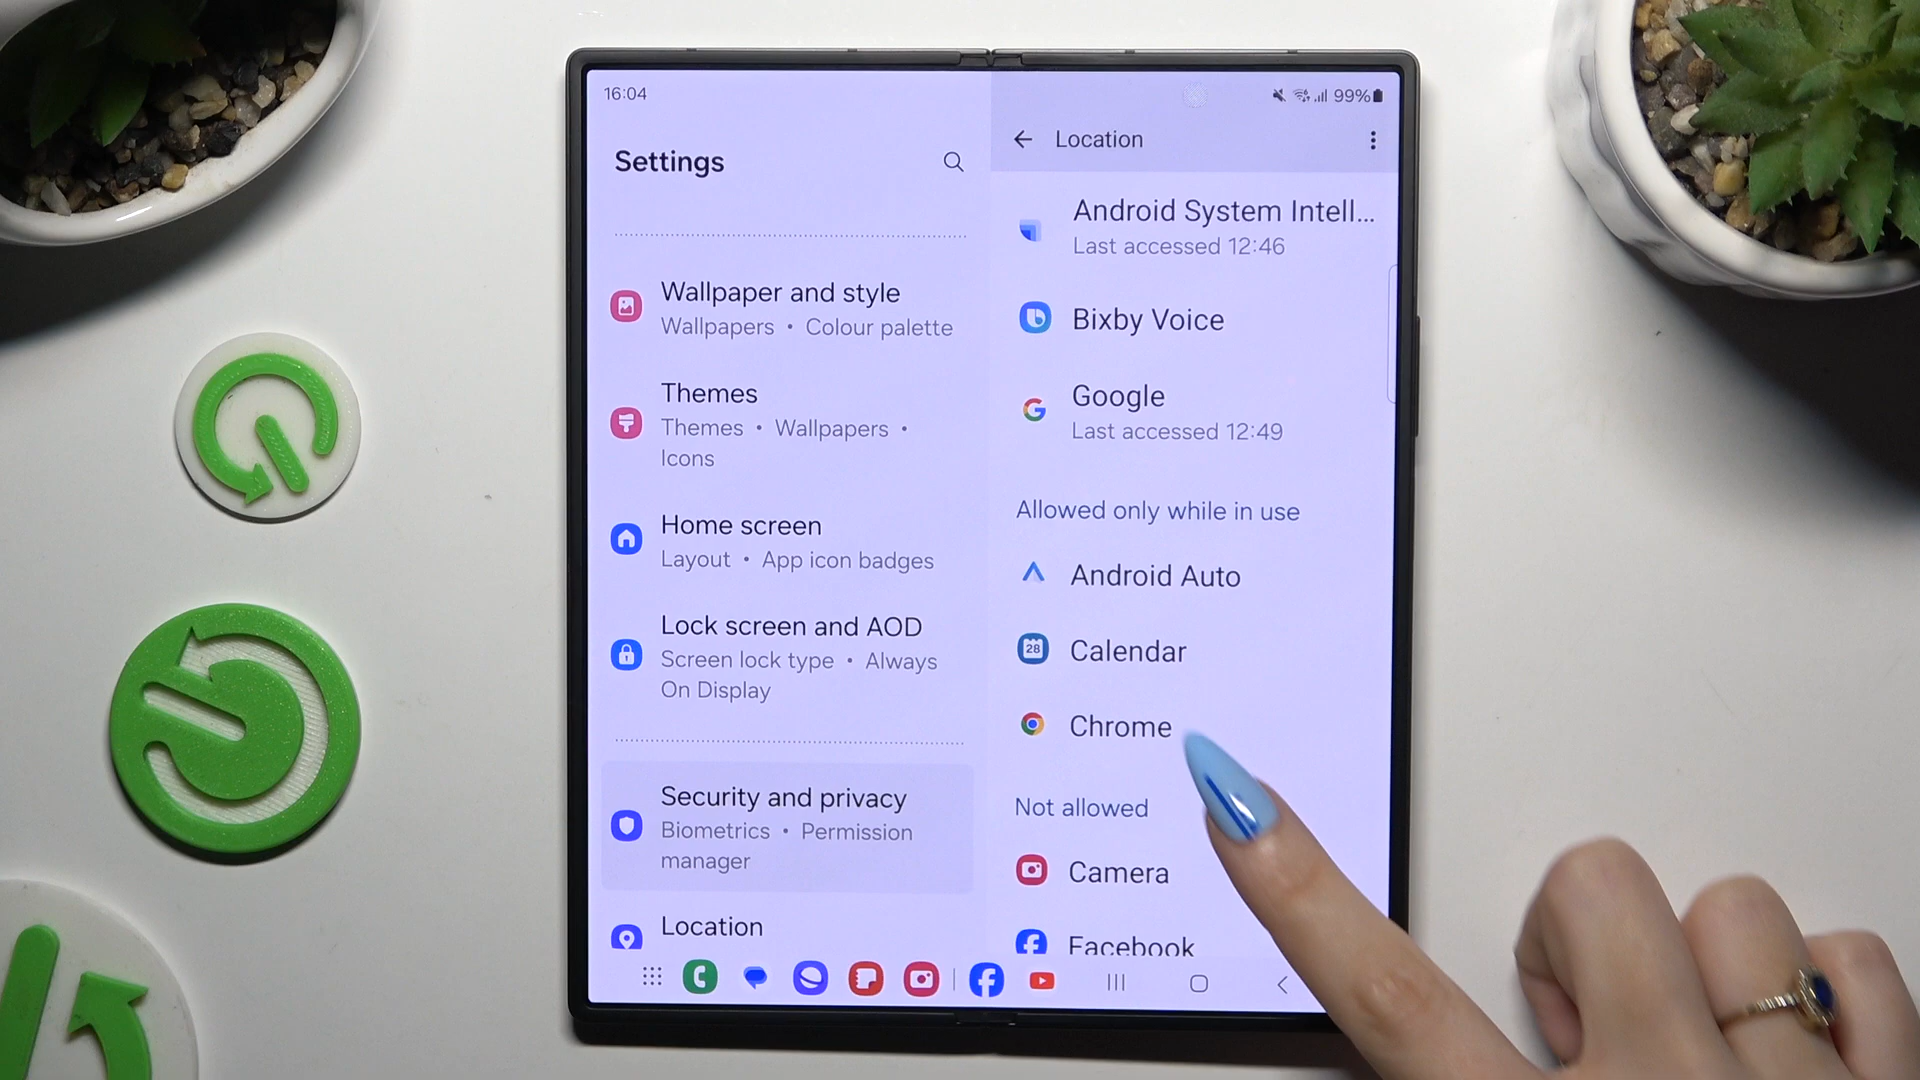 16:04
99%
Settings
Wallpaper and style
Wallpapers • Colour palette
Themes
Themes • Wallpapers •
Icons
Home screen
Layout • App icon badges
Lock screen and AOD
Screen lock type • Always
On Display
Security and privacy
Biometrics • Permission
manager
Location
Location
Android System Intell...
Last accessed 12:46
Bixby Voice
Google
Last accessed 12:49
Allowed only while in use
Android Auto
28
Calendar
Chrome
Not allowed
Camera
Facebook